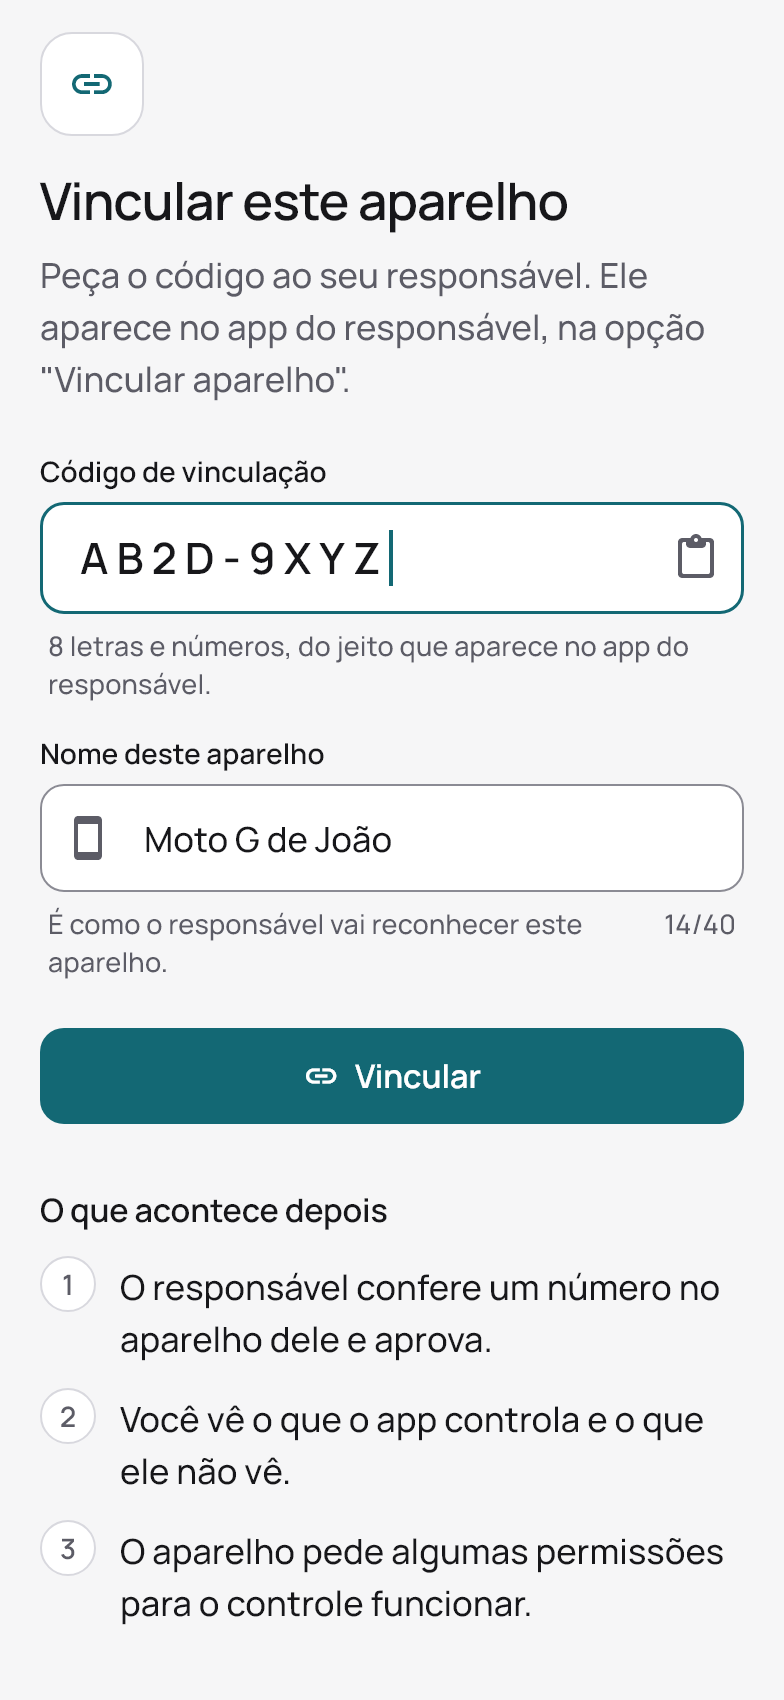 Vincular este aparelho
Peça o código ao seu responsável. Ele
aparece no app do responsável, na opção
"Vincular aparelho".
Código de vinculação
AB2D-9XYZ
8 letras e números, do jeito que aparece no app do
responsável.
Nome deste aparelho
Moto G de João
É como o responsável vai reconhecer este
aparelho.
14/40
Vincular
O que acontece depois
1 O responsável confere um número no
aparelho dele e aprova.
2 Você vê o que o app controla e o que
ele não vê.
3 O aparelho pede algumas permissões
para o controle funcionar.